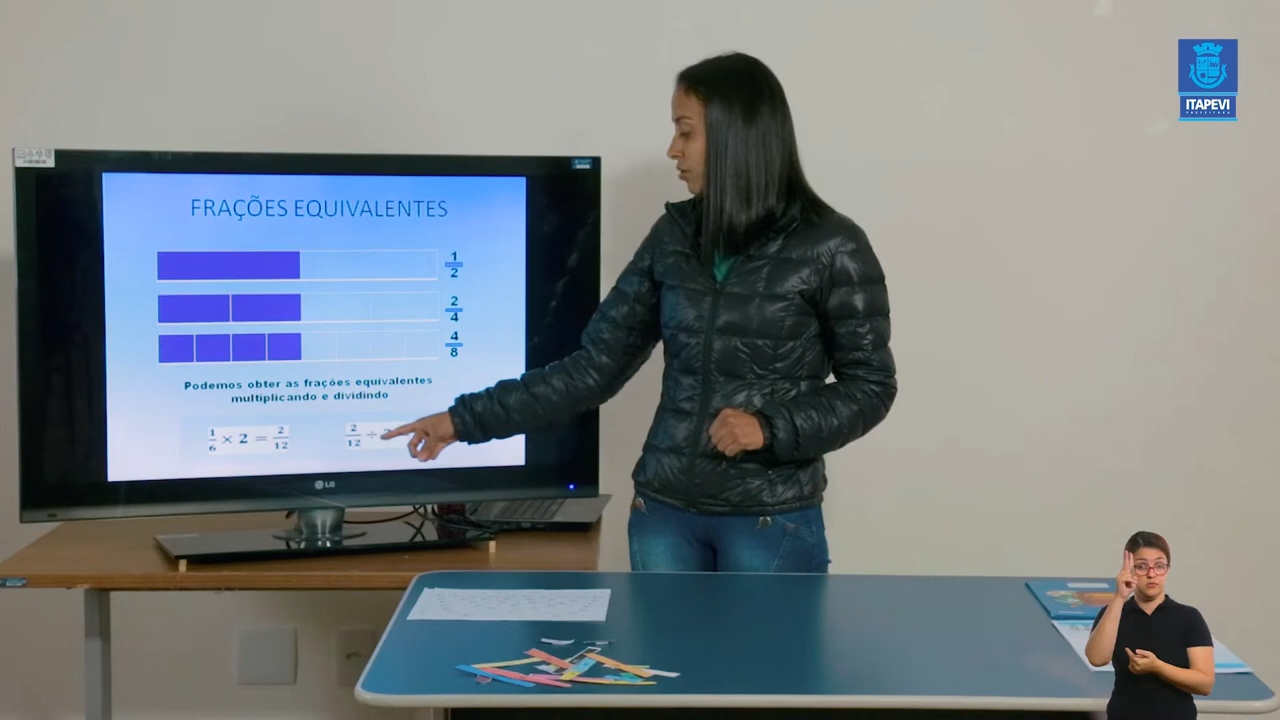 FRAÇÕES EQUIVALENTES
1/2
2/4
4/8
Podemos obter as frações equivalentes
multiplicando e dividindo
1/6 × 2 = 2/12
2/12 ÷
LG
ITAPEVI
PREFEITURA